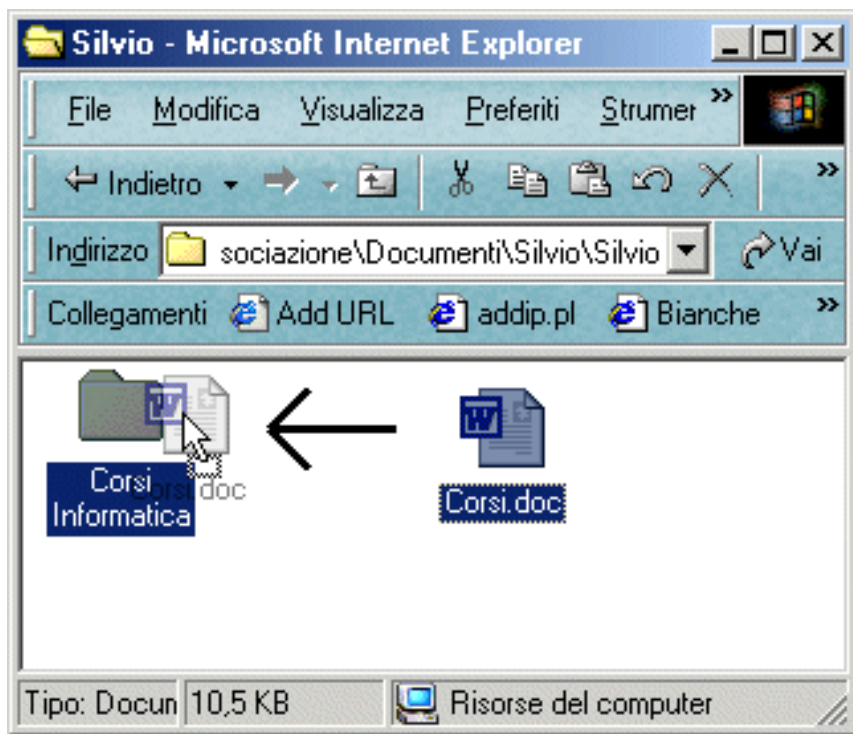 Silvio - Microsoft Internet Explorer
File Modifica Visualizza Preferiti Strumer »
Indietro »
Indirizzo sociazione\Documenti\Silvio\Silvio Vai
Collegamenti Add URL addip.pl Bianche »
W W
Corsi Corsi.doc Corsi.doc
Informatica
Tipo: Docun 10,5 KB Risorse del computer